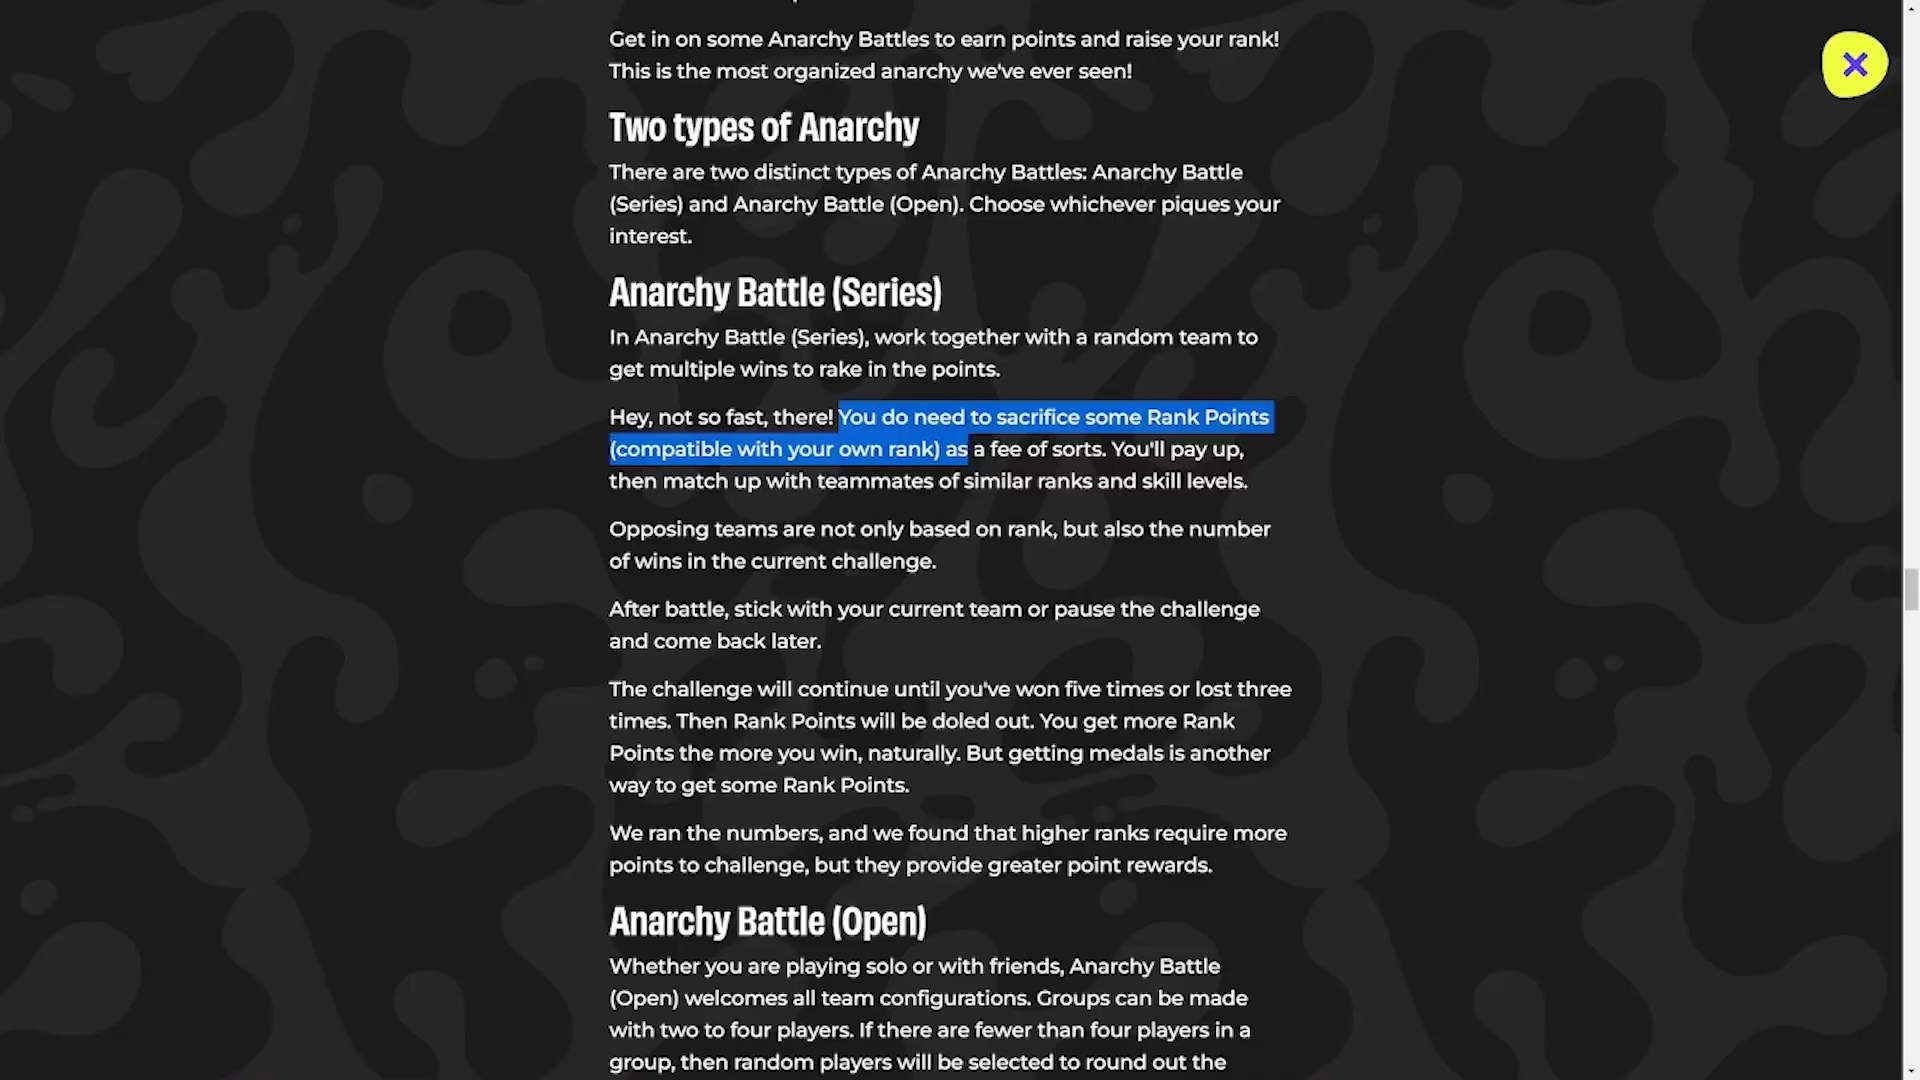 Get in on some Anarchy Battles to earn points and raise your rank!
This is the most organized anarchy we've ever seen!
Two types of Anarchy
There are two distinct types of Anarchy Battles: Anarchy Battle
(Series) and Anarchy Battle (Open). Choose whichever piques your
interest.
Anarchy Battle (Series)
In Anarchy Battle (Series), work together with a random team to
get multiple wins to rake in the points.
Hey, not so fast, there! You do need to sacrifice some Rank Points
(compatible with your own rank) as a fee of sorts. You'll pay up,
then match up with teammates of similar ranks and skill levels.
Opposing teams are not only based on rank, but also the number
of wins in the current challenge.
After battle, stick with your current team or pause the challenge
and come back later.
The challenge will continue until you've won five times or lost three
times. Then Rank Points will be doled out. You get more Rank
Points the more you win, naturally. But getting medals is another
way to get some Rank Points.
We ran the numbers, and we found that higher ranks require more
points to challenge, but they provide greater point rewards.
Anarchy Battle (Open)
Whether you are playing solo or with friends, Anarchy Battle
(Open) welcomes all team configurations. Groups can be made
with two to four players. If there are fewer than four players in a
group, then random players will be selected to round out the